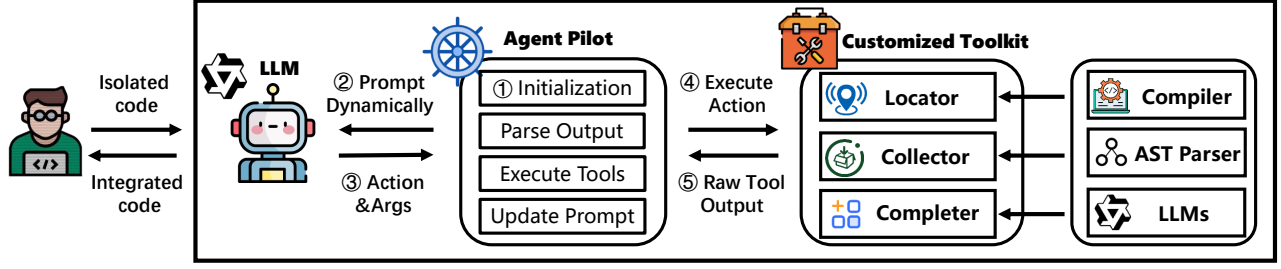 Isolated
code
Integrated
code
</>
LLM
② Prompt
Dynamically
③ Action
&Args
Agent Pilot
① Initialization
Parse Output
Execute Tools
Update Prompt
④ Execute
Action
⑤ Raw Tool
Output
Customized Toolkit
Locator
Collector
Completer
Compiler
AST Parser
LLMs